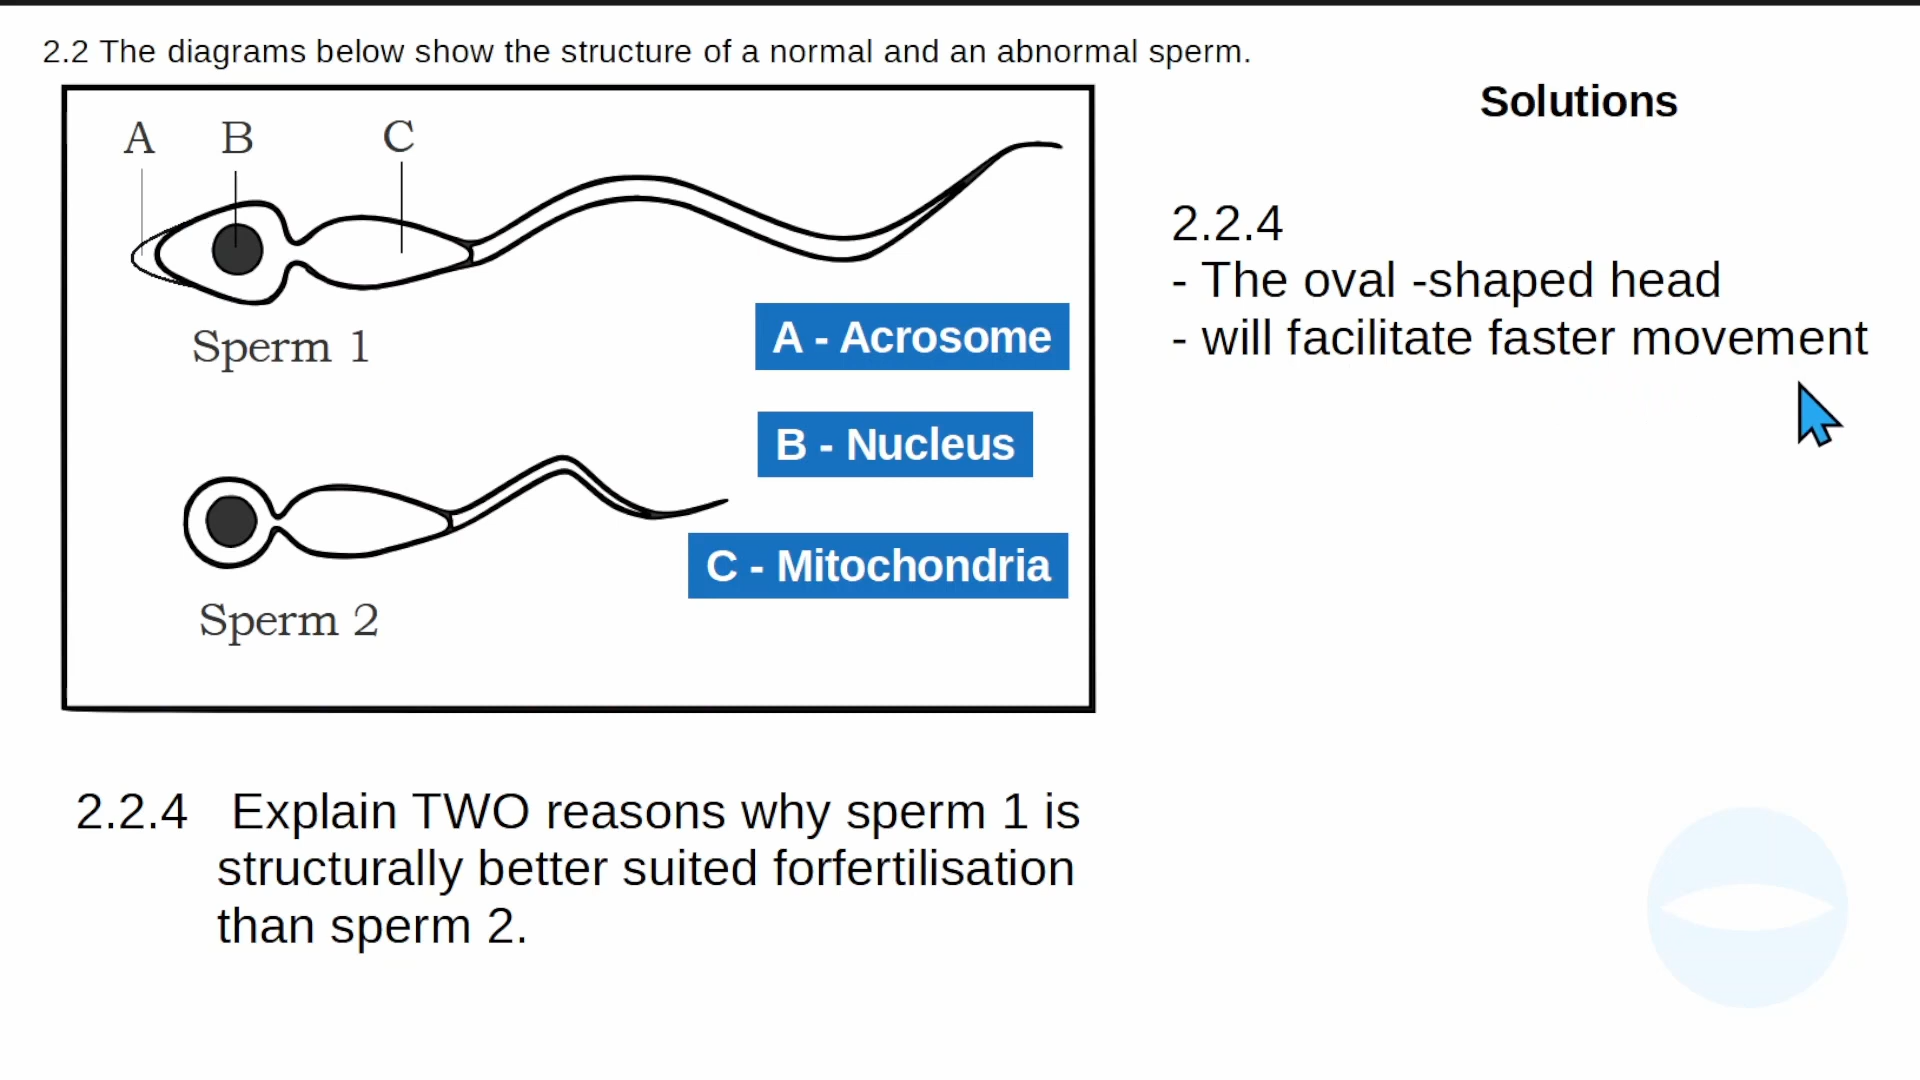 2.2 The diagrams below show the structure of a normal and an abnormal sperm.
Solutions
A B C
Sperm 1
A - Acrosome
B - Nucleus
C - Mitochondria
Sperm 2
2.2.4
- The oval -shaped head
- will facilitate faster movement
2.2.4 Explain TWO reasons why sperm 1 is
structurally better suited forfertilisation
than sperm 2.